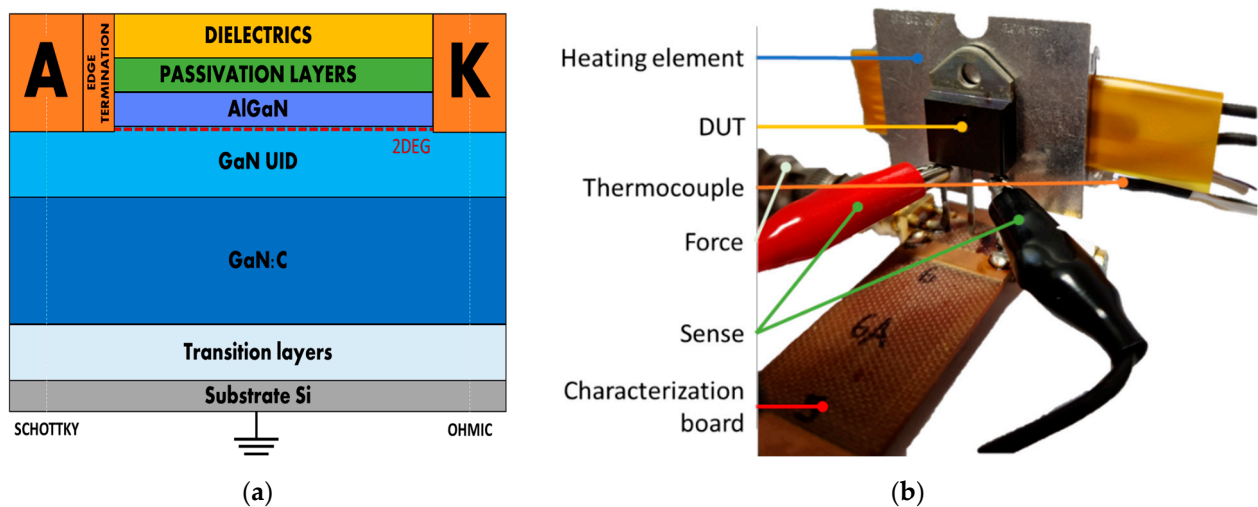 A
EDGE
TERMINATION
DIELECTRICS
PASSIVATION LAYERS
AlGaN
K
2DEG
GaN UID
GaN:C
Transition layers
Substrate Si
SCHOTTKY
OHMIC
(a)
Heating element
DUT
Thermocouple
Force
Sense
Characterization
board
6
6A
(b)